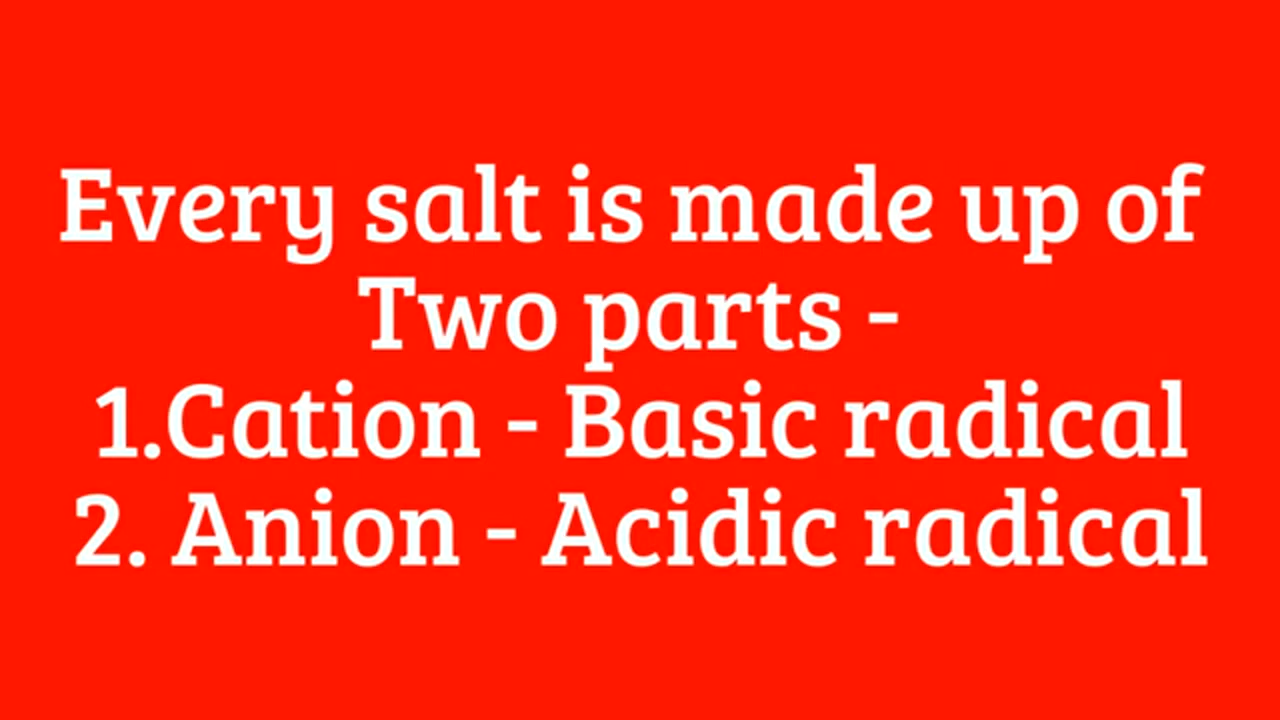 Every salt is made up of
Two parts -
1.Cation - Basic radical
2. Anion - Acidic radical